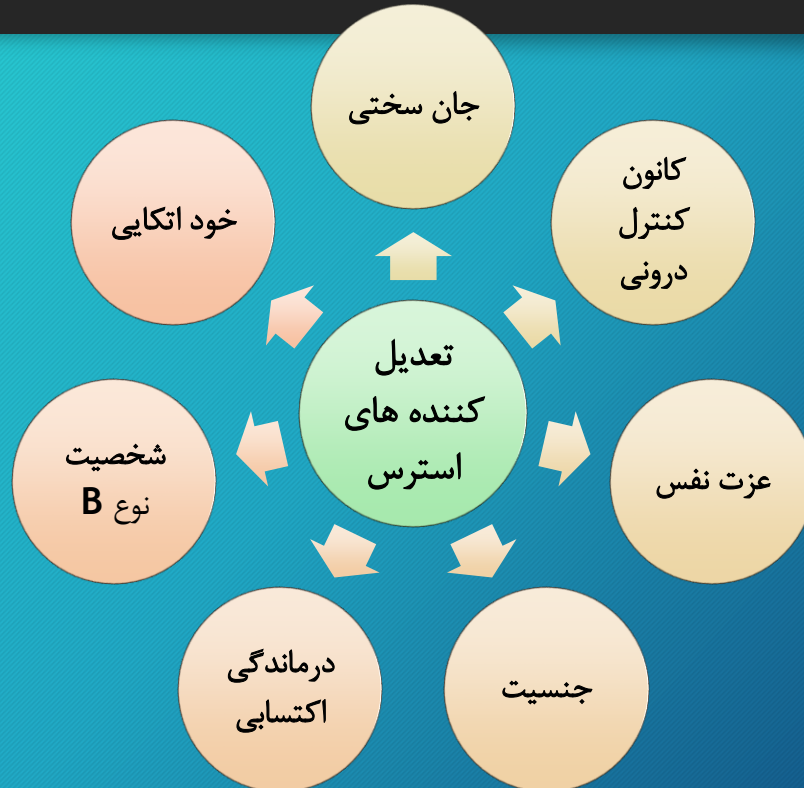 جان سختی
کانون
کنترل
درونی
عزت نفس
جنسیت
درماندگی
اکتسابی
شخصیت
نوع B
خود اتکایی
تعدیل
کننده های
استرس